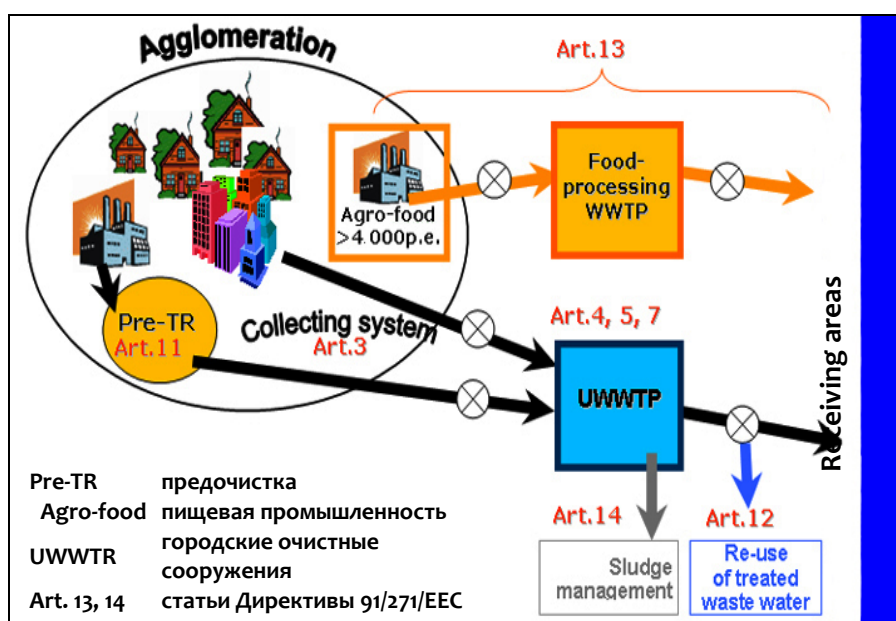 Agglomeration
Art.13
Agro-food
>4.000p.e.
Food-
processing
WWTP
Pre-TR
Art.11
Collecting system
Art.3
Art.4, 5, 7
UWWTP
Receiving areas
Art.14
Art.12
Sludge
management
Re-use
of treated
waste water
Pre-TR предочистка
Agro-food пищевая промышленность
UWWTR городские очистные
сооружения
Art. 13, 14 статьи Директивы 91/271/EEC